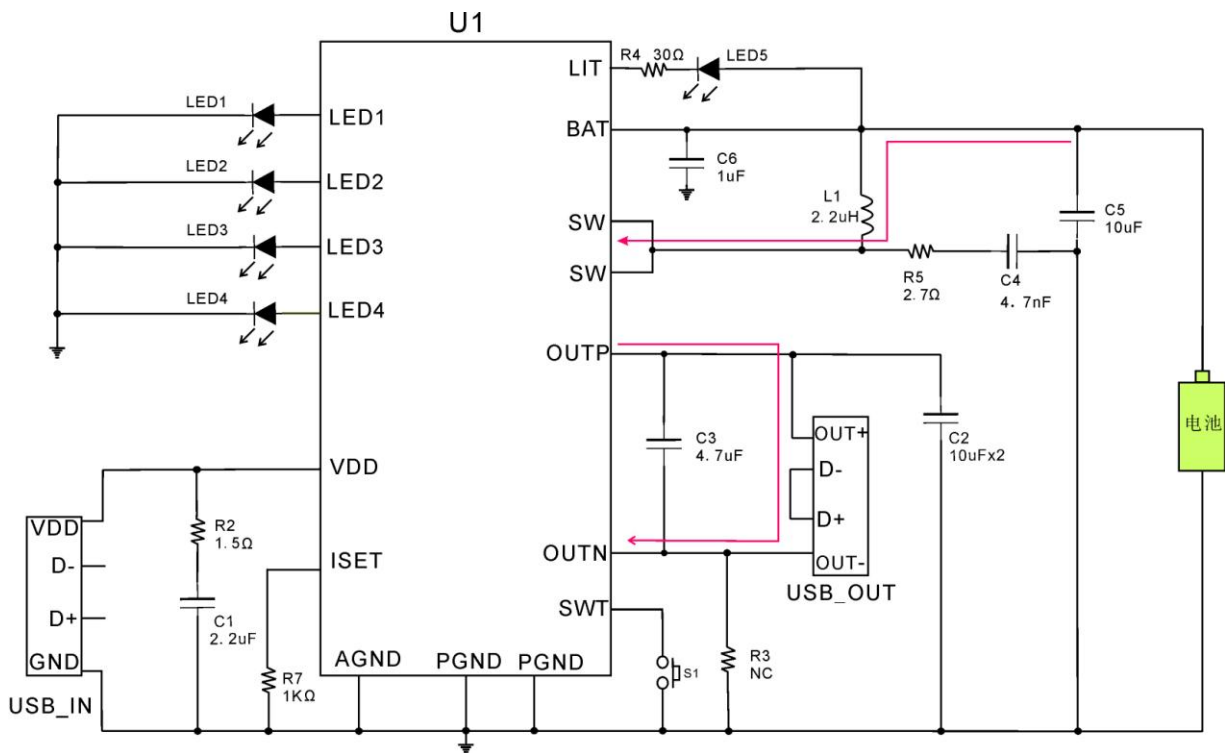 U1
R4 30Ω LED5
LIT
LED1
LED1
BAT
C6
1uF
LED2
LED2
L1
2.2uH
SW
C5
10uF
LED3
LED3
SW
R5
2.7Ω
C4
4.7nF
LED4
LED4
OUTP
电池
C3
4.7uF
OUT+
C2
10uFx2
D-
VDD
D+
VDD
R2
1.5Ω
D-
ISET
OUTN
OUT-
USB_OUT
D+
C1
2.2uF
SWT
GND
AGND
PGND
PGND
R7
1KΩ
S1
R3
NC
USB_IN